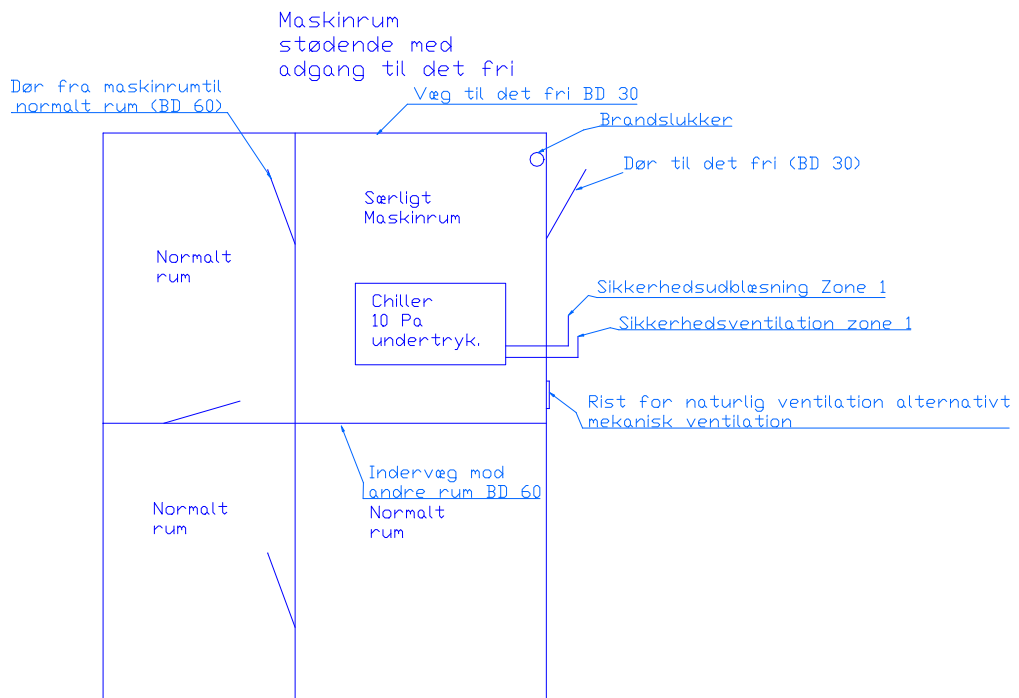 Maskinrum
stødende med
adgang til det fri
Dør fra maskinrumtil
normalt rum (BD 60)
Væg til det fri BD 30
Brandslukker
Dør til det fri (BD 30)
Særligt
Maskinrum
Normalt
rum
Chiller
10 Pa
undertryk.
Sikkerhedsudblæsning Zone 1
Sikkerhedsventilation zone 1
Rist for naturlig ventilation alternativt
mekanisk ventilation
Indervæg mod
andre rum BD 60
Normalt
rum
Normalt
rum